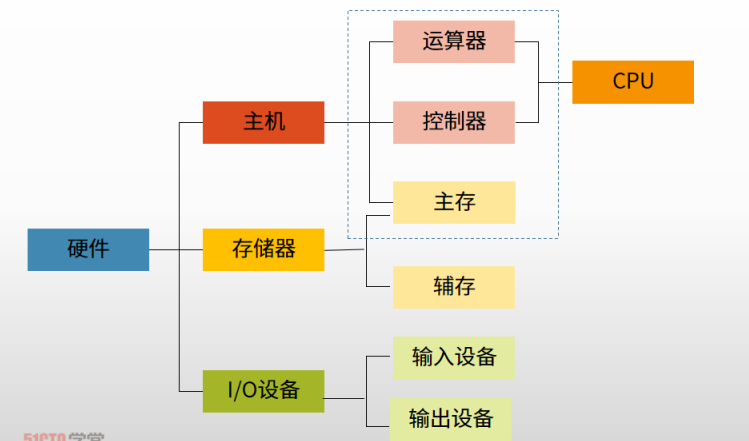 运算器
CPU
主机
控制器
主存
硬件
存储器
辅存
输入设备
I/O设备
输出设备
51CTO学堂